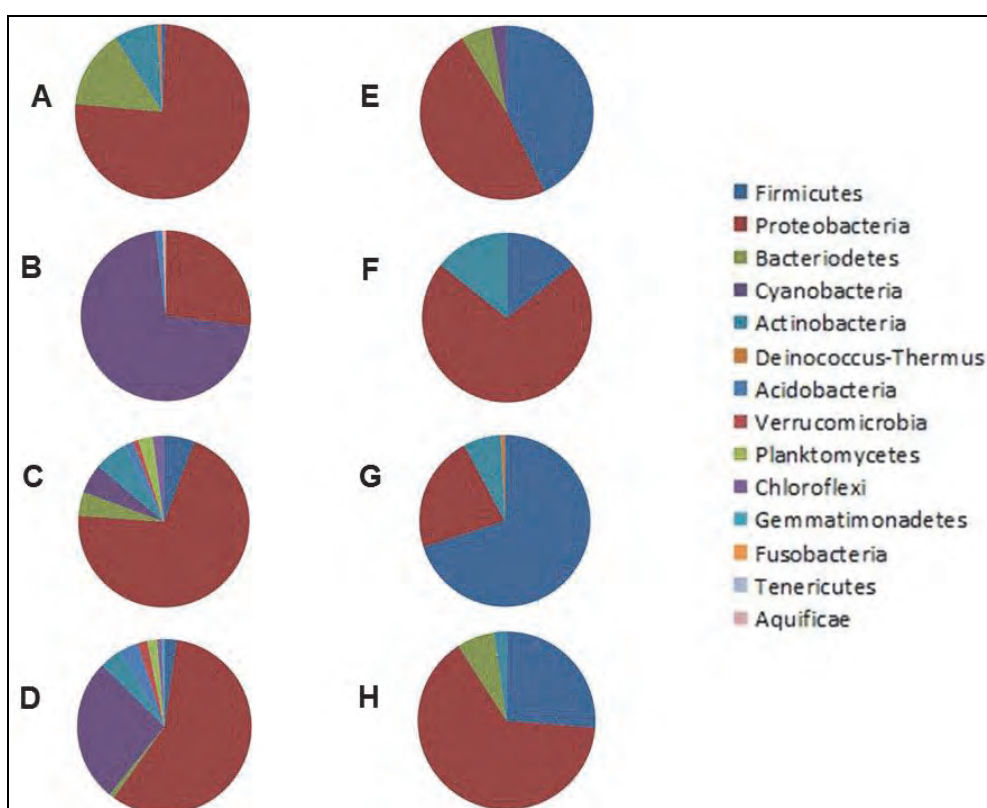 A
E
B
F
C
G
D
H
Firmicutes
Proteobacteria
Bacteriodetes
Cyanobacteria
Actinobacteria
Deinococcus-Thermus
Acidobacteria
Verrucomicrobia
Planktomycetes
Chloroflexi
Gemmatimonadetes
Fusobacteria
Tenericutes
Aquificae